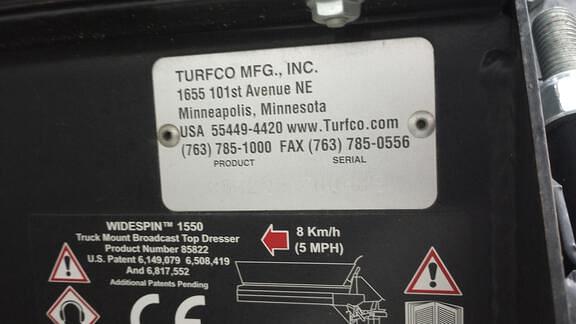 TURFCO MFG., INC.
1655 101st Avenue NE
Minneapolis, Minnesota
USA 55449-4420 www.Turfco.com
(763) 785-1000 FAX (763) 785-0556
PRODUCT SERIAL
WIDESPIN™ 1550
Truck Mount Broadcast Top Dresser
Product Number 85822
U.S. Patent 6,149,079 6,508,419
And 6,817,552
Additional Patents Pending
8 Km/h
(5 MPH)
CE